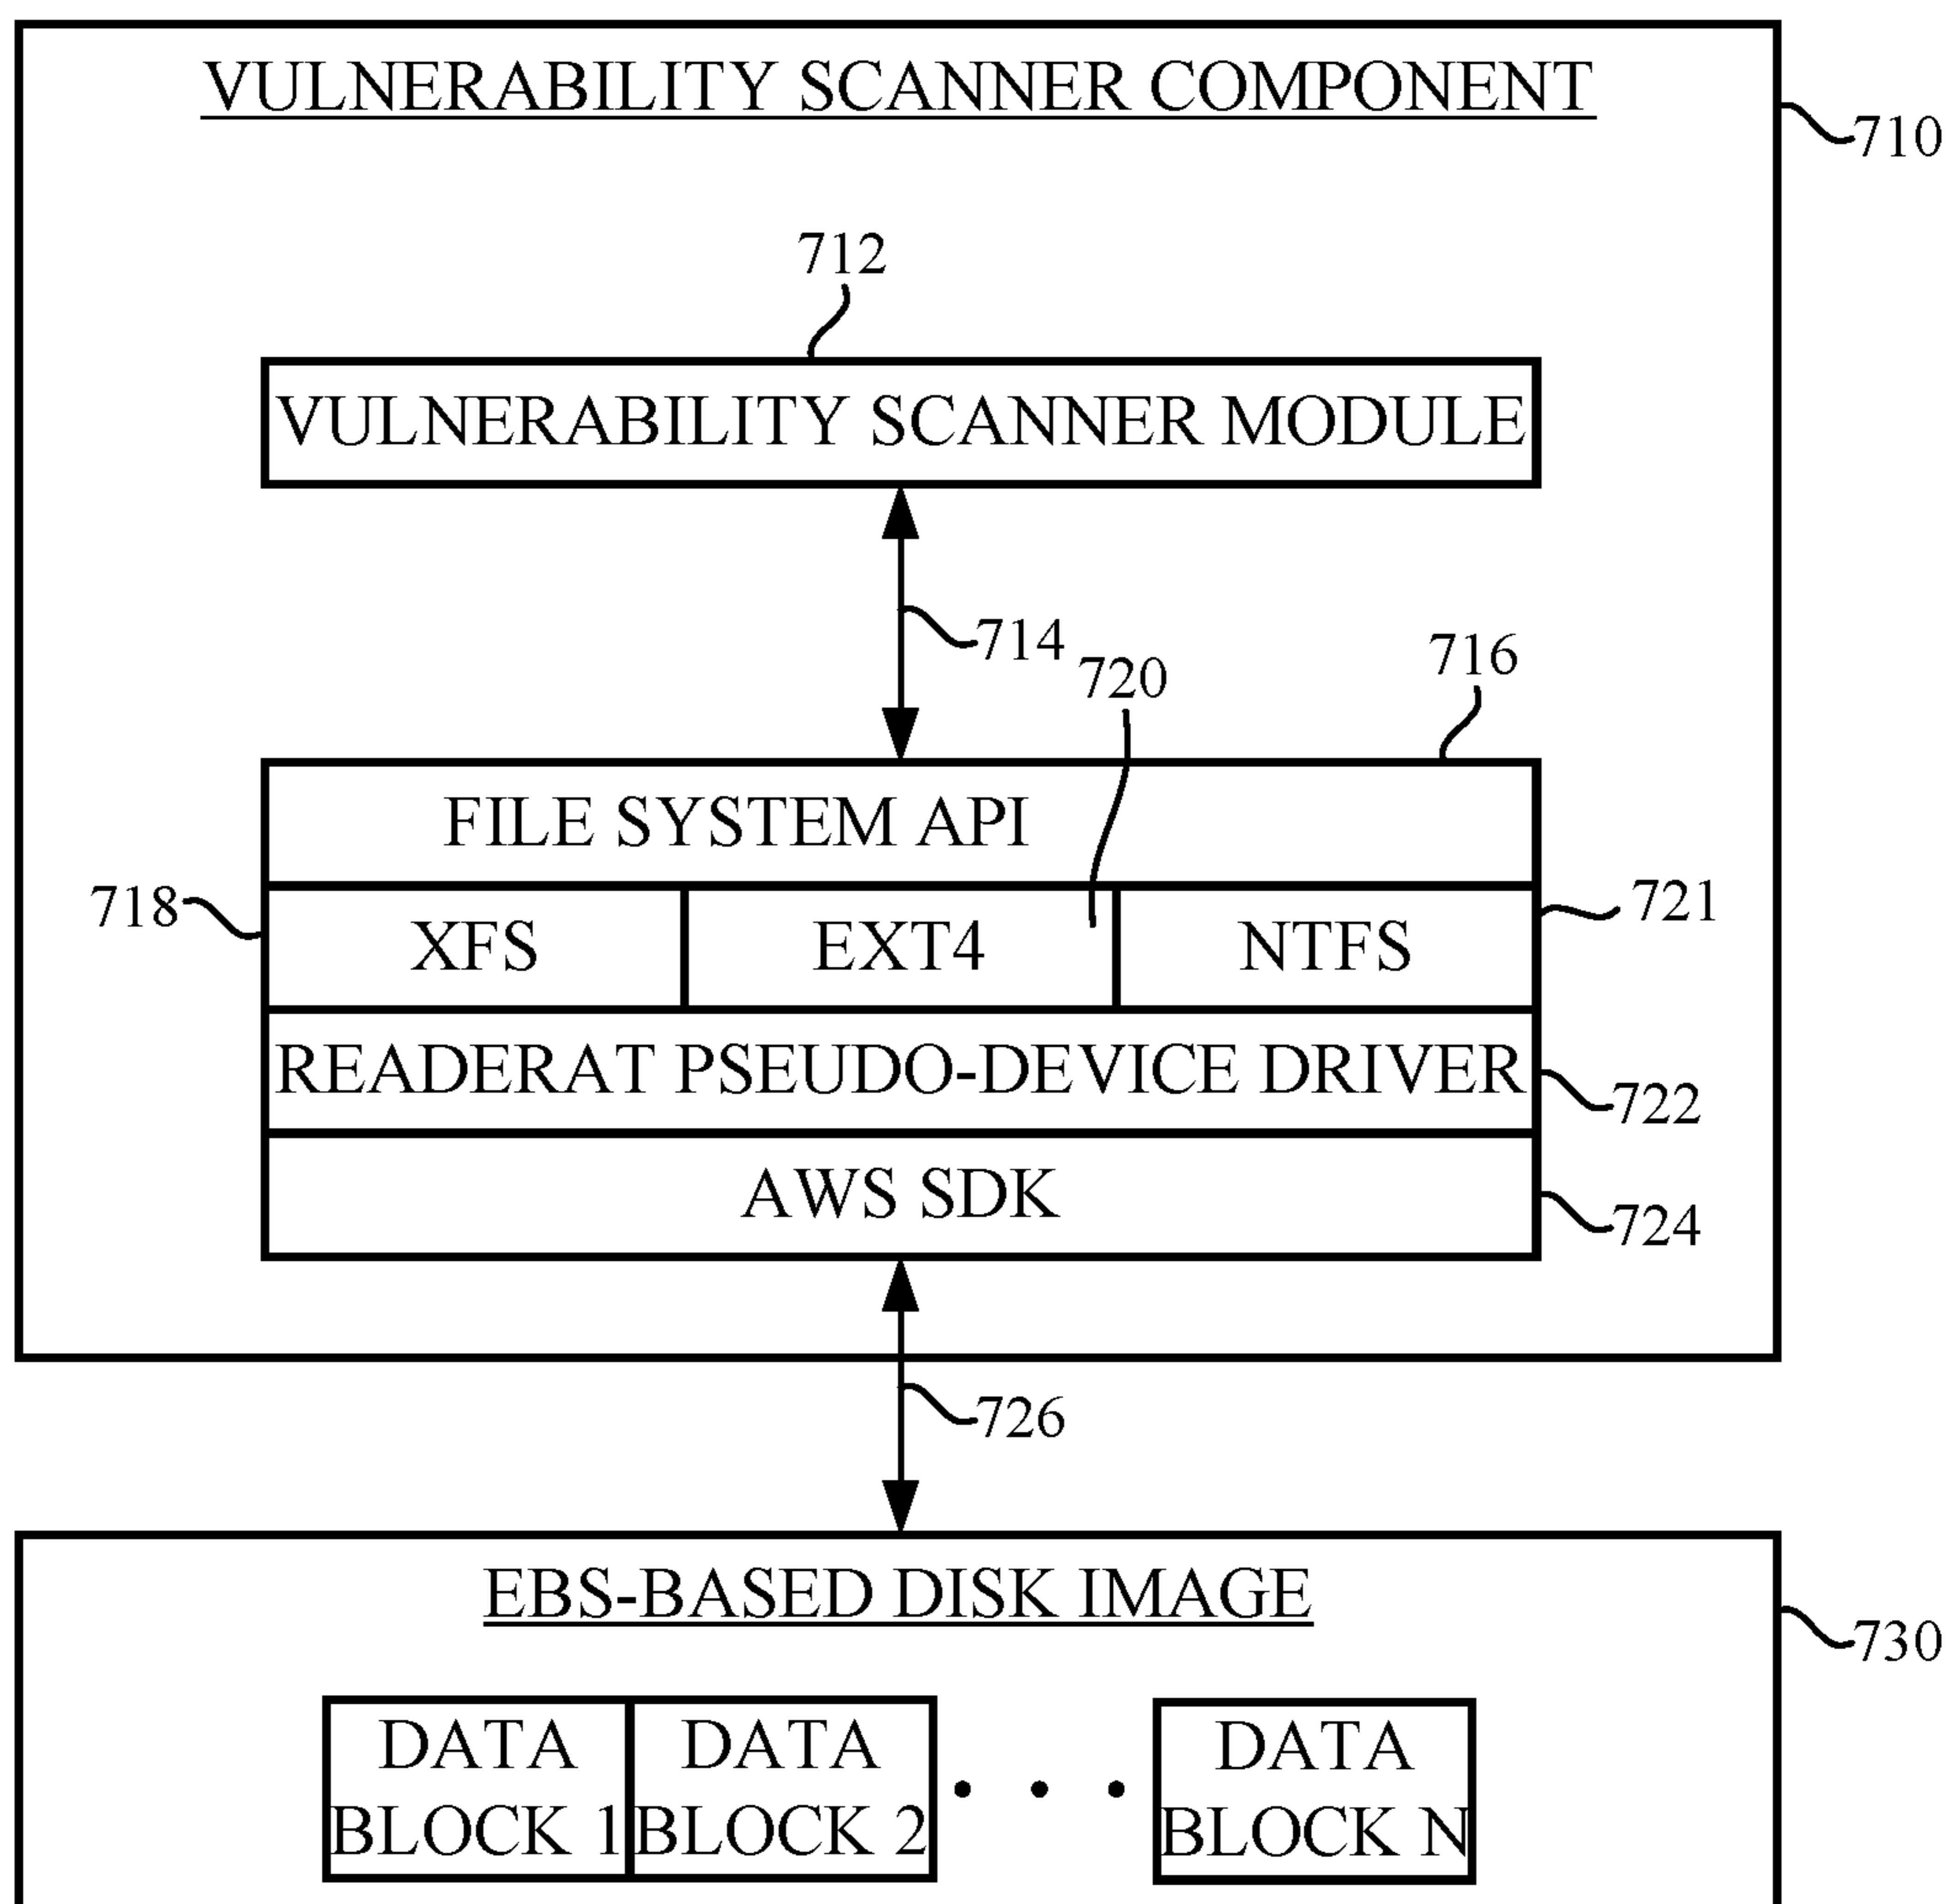 VULNERABILITY SCANNER COMPONENT
710
712
VULNERABILITY SCANNER MODULE
714
720
716
FILE SYSTEM API
718
XFS
EXT4
NTFS
721
READERAT PSEUDO-DEVICE DRIVER
722
AWS SDK
724
726
EBS-BASED DISK IMAGE
730
DATA
BLOCK 1
DATA
BLOCK 2
DATA
BLOCK N